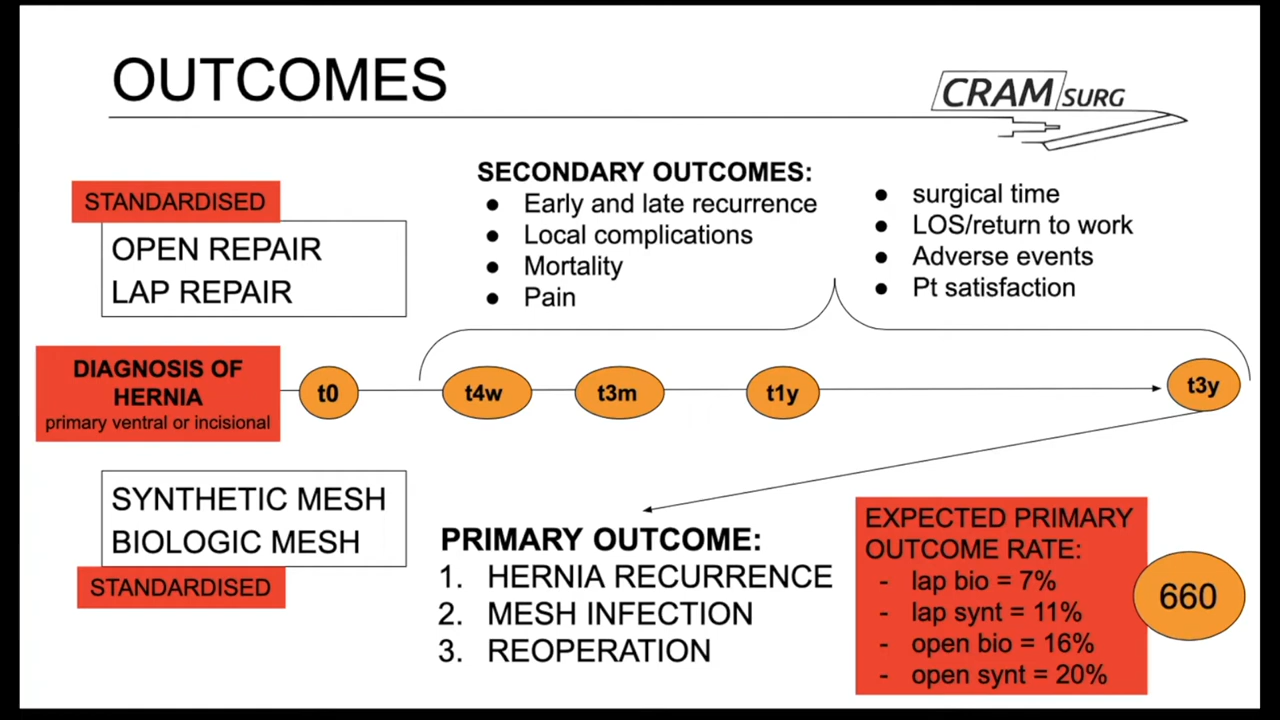 OUTCOMES
CRAM SURG
STANDARDISED
OPEN REPAIR
LAP REPAIR
SECONDARY OUTCOMES:
● Early and late recurrence
● Local complications
● Mortality
● Pain
● surgical time
● LOS/return to work
● Adverse events
● Pt satisfaction
DIAGNOSIS OF
HERNIA
primary ventral or incisional
t0
t4w
t3m
t1y
t3y
SYNTHETIC MESH
BIOLOGIC MESH
STANDARDISED
PRIMARY OUTCOME:
1. HERNIA RECURRENCE
2. MESH INFECTION
3. REOPERATION
EXPECTED PRIMARY
OUTCOME RATE:
- lap bio = 7%
- lap synt = 11%
- open bio = 16%
- open synt = 20%
660